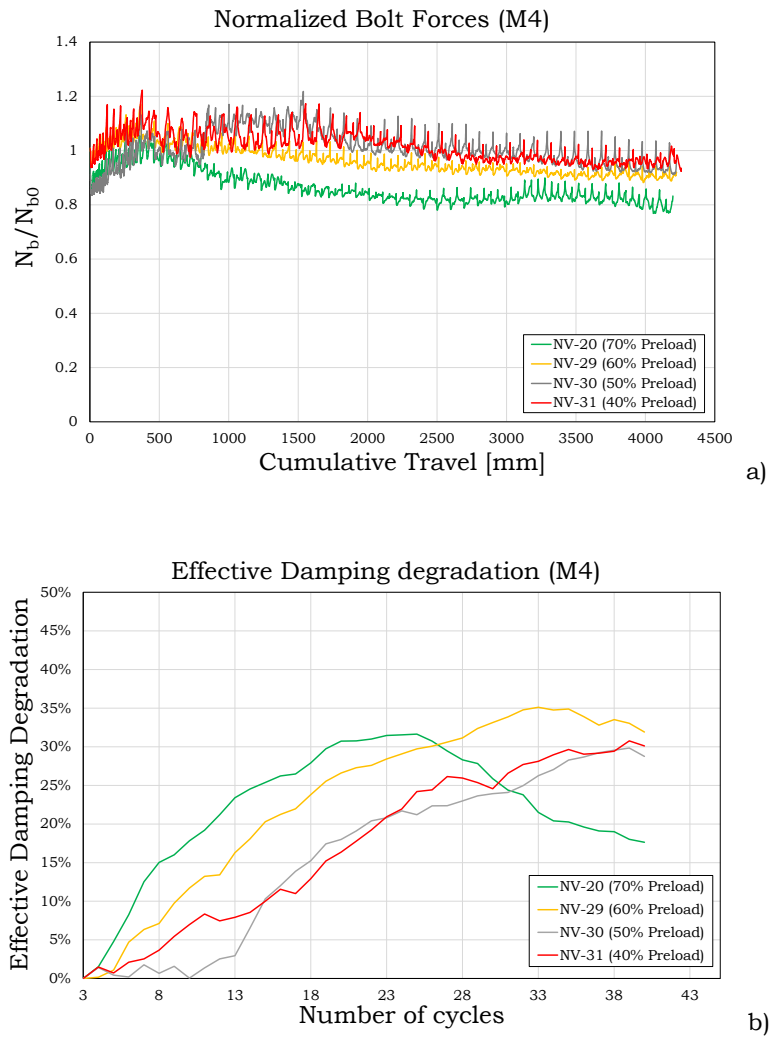 Normalized Bolt Forces (M4)
1.4
1.2
1
0.8
0.6
0.4
0.2
0
N_b/N_b0
NV-20 (70% Preload)
NV-29 (60% Preload)
NV-30 (50% Preload)
NV-31 (40% Preload)
0 500 1000 1500 2000 2500 3000 3500 4000 4500
Cumulative Travel [mm]
a)
Effective Damping degradation (M4)
50%
45%
40%
35%
30%
25%
20%
15%
10%
5%
0%
Effective Damping Degradation
NV-20 (70% Preload)
NV-29 (60% Preload)
NV-30 (50% Preload)
NV-31 (40% Preload)
3 8 13 18 23 28 33 38 43
Number of cycles
b)